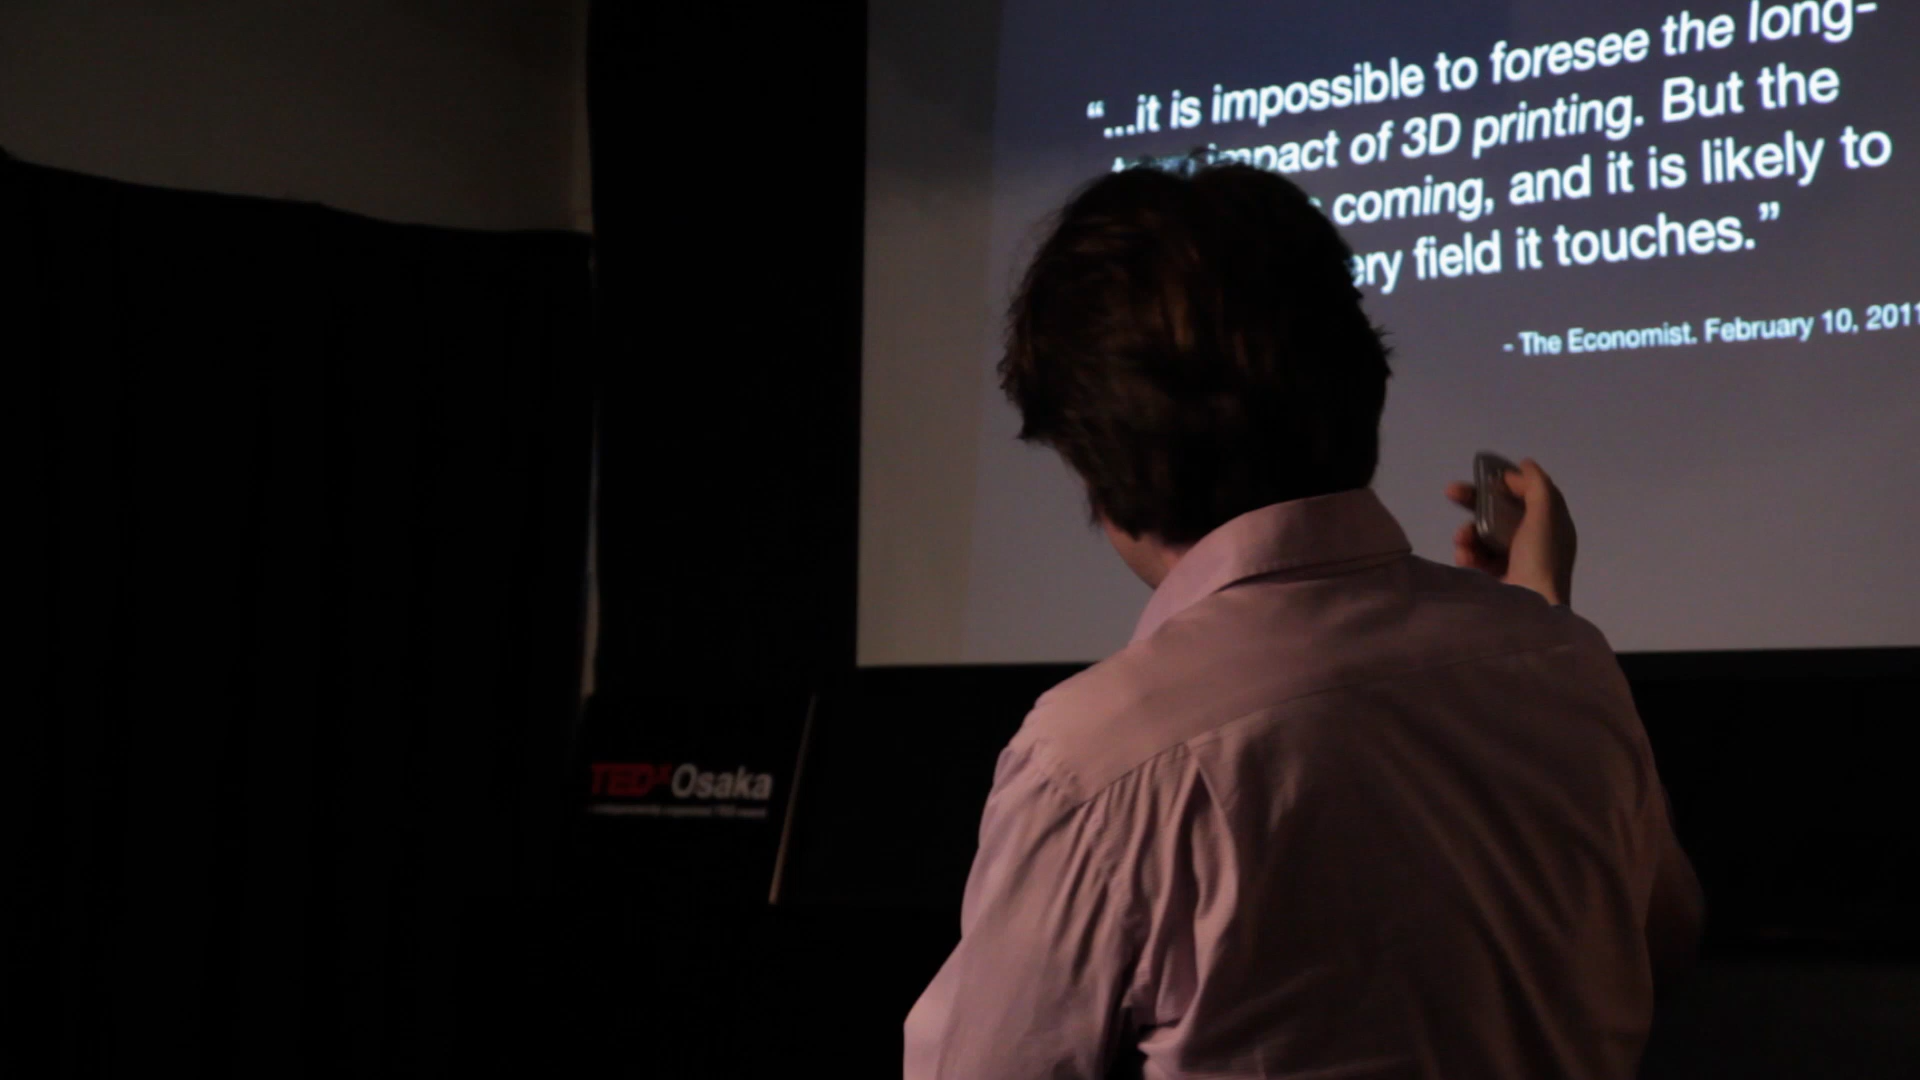 “...it is impossible to foresee the long-
impact of 3D printing. But the
coming, and it is likely to
field it touches.”
- The Economist. February 10, 2011
TEDxOsaka